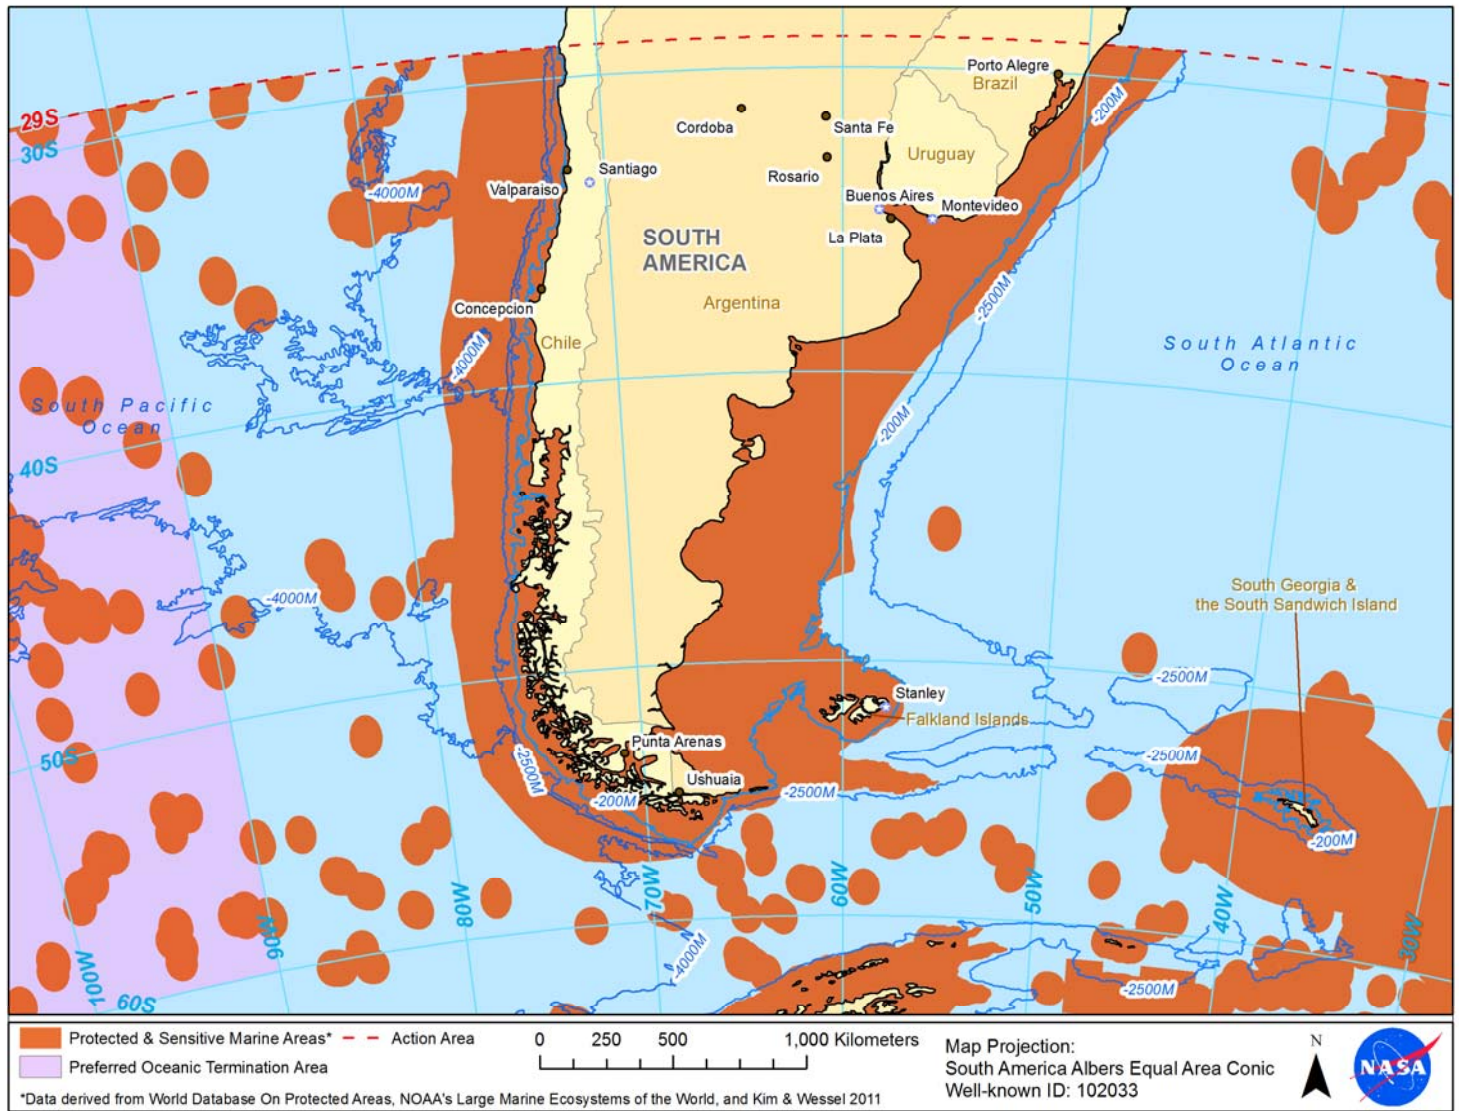 Porto Alegre
Brazil
-200M
29S
30S
Cordoba
Santa Fe
Uruguay
-4000M
Valparaiso
Santiago
Rosario
Buenos Aires
Montevideo
La Plata
SOUTH
AMERICA
-2500M
Concepcion
Argentina
Chile
-4000M
South Atlantic
Ocean
South Pacific
Ocean
-200M
40S
South Georgia &
the South Sandwich Island
-4000M
-2500M
Stanley
Falkland Islands
Punta Arenas
50S
-2500M
-2500M
Ushuaia
-200M
-2500M
-200M
100W
90W
80W
70W
60W
50W
40W
30W
-4000M
-2500M
60S
Protected & Sensitive Marine Areas*
Action Area
Preferred Oceanic Termination Area
0 250 500 1,000 Kilometers
Map Projection:
South America Albers Equal Area Conic
Well-known ID: 102033
N
NASA
*Data derived from World Database On Protected Areas, NOAA's Large Marine Ecosystems of the World, and Kim & Wessel 2011